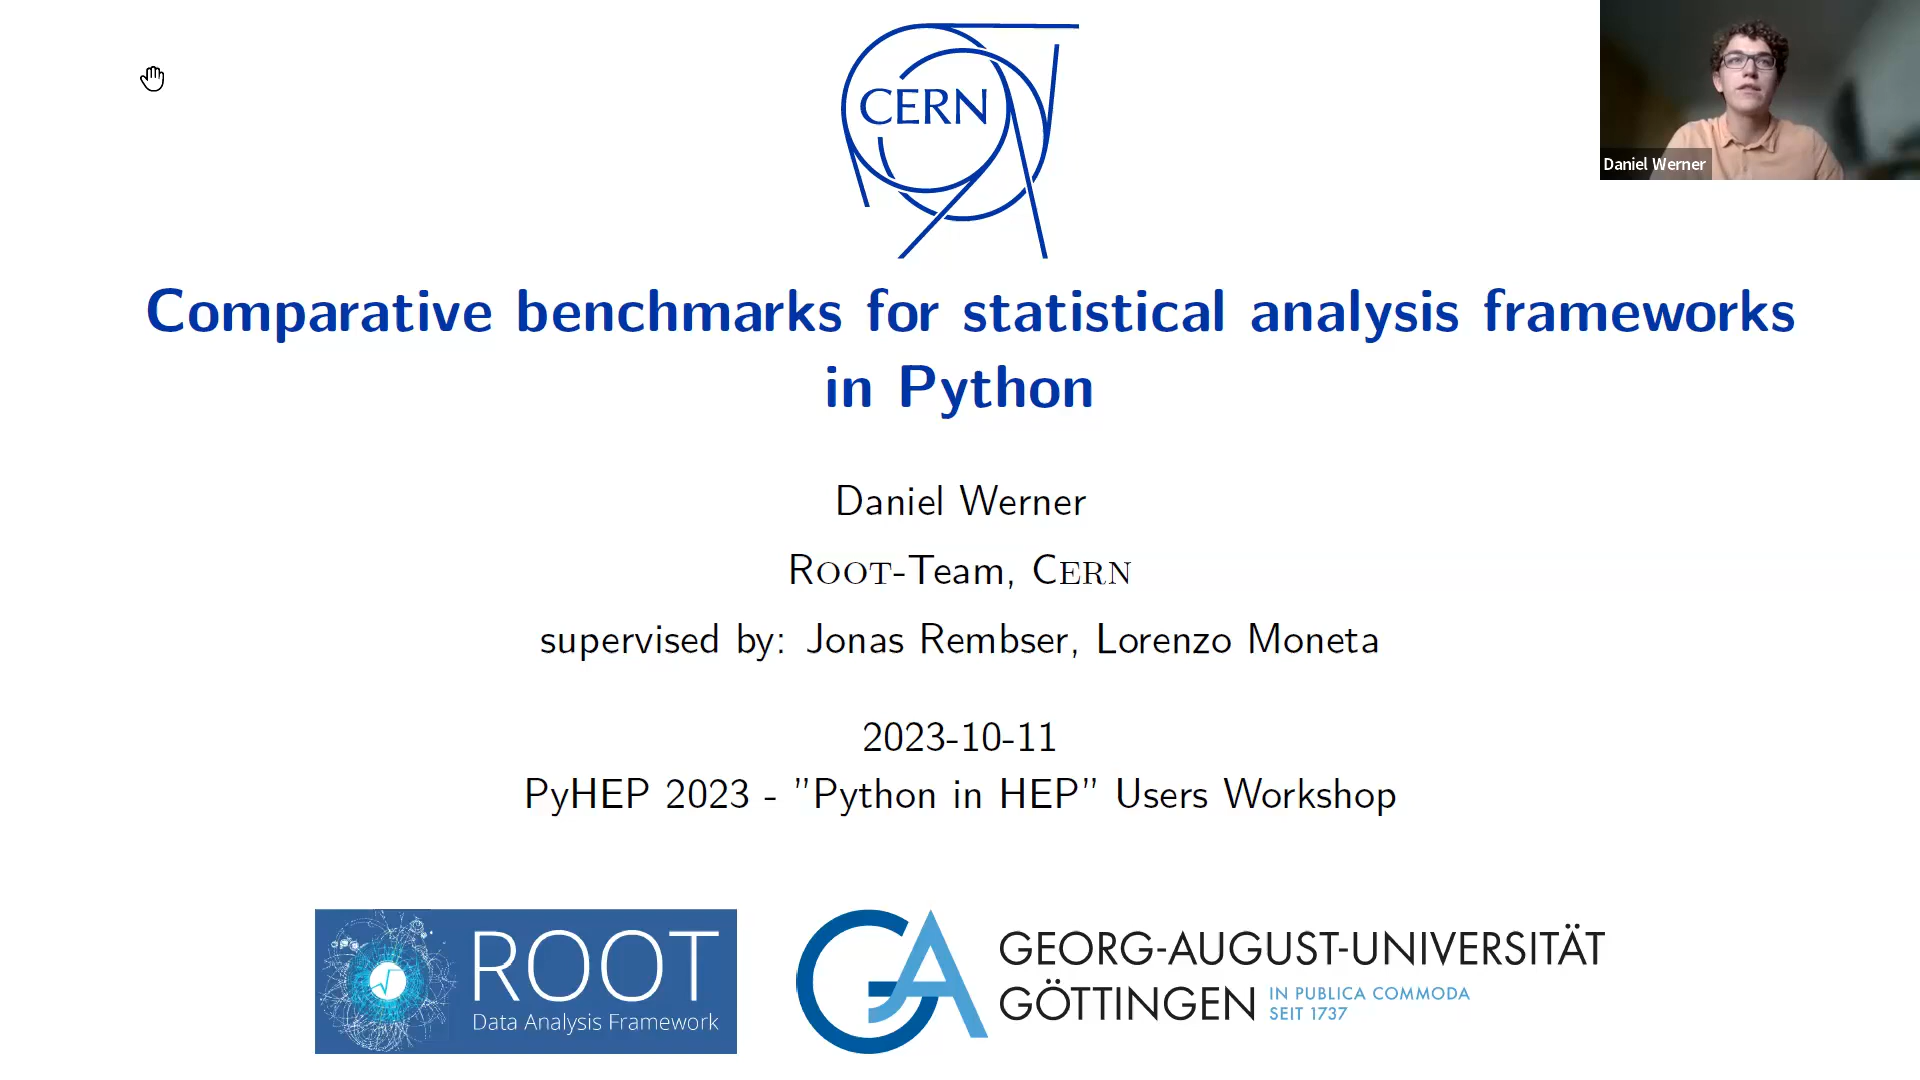 CERN
Daniel Werner
Comparative benchmarks for statistical analysis frameworks
in Python
Daniel Werner
ROOT-Team, CERN
supervised by: Jonas Rembser, Lorenzo Moneta
2023-10-11
PyHEP 2023 - ”Python in HEP” Users Workshop
ROOT
Data Analysis Framework
GEORG-AUGUST-UNIVERSITÄT
GÖTTINGEN
IN PUBLICA COMMODA
SEIT 1737